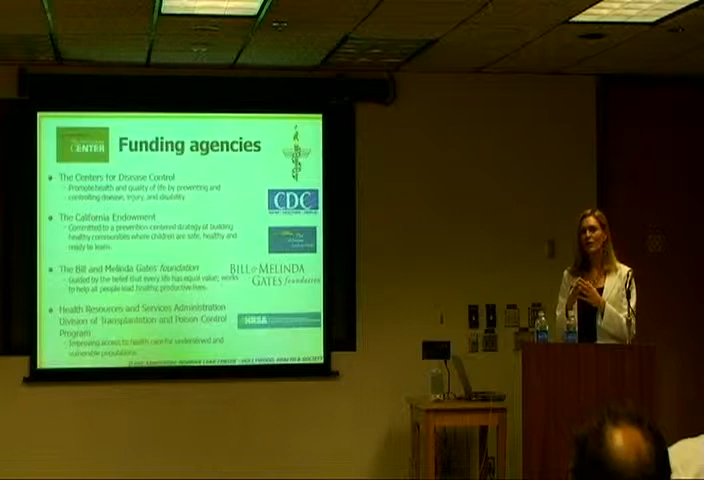 CENTER
Funding agencies
The Centers for Disease Control
Promote health and quality of life by preventing and
controlling disease, injury, and disability
CDC
The California Endowment
Committed to a prevention-centered strategy of building
healthy communities where children are safe, healthy and
ready to learn.
The Bill and Melinda Gates' foundation
Guided by the belief that every life has equal value; works
to help all people lead healthy, productive lives.
BILL & MELINDA
GATES foundation
Health Resources and Services Administration
Division of Transplantation and Poison Control
Program
HRSA
Improving access to health care for underserved and
vulnerable populations.
HOLLYWOOD, HEALTH & SOCIETY